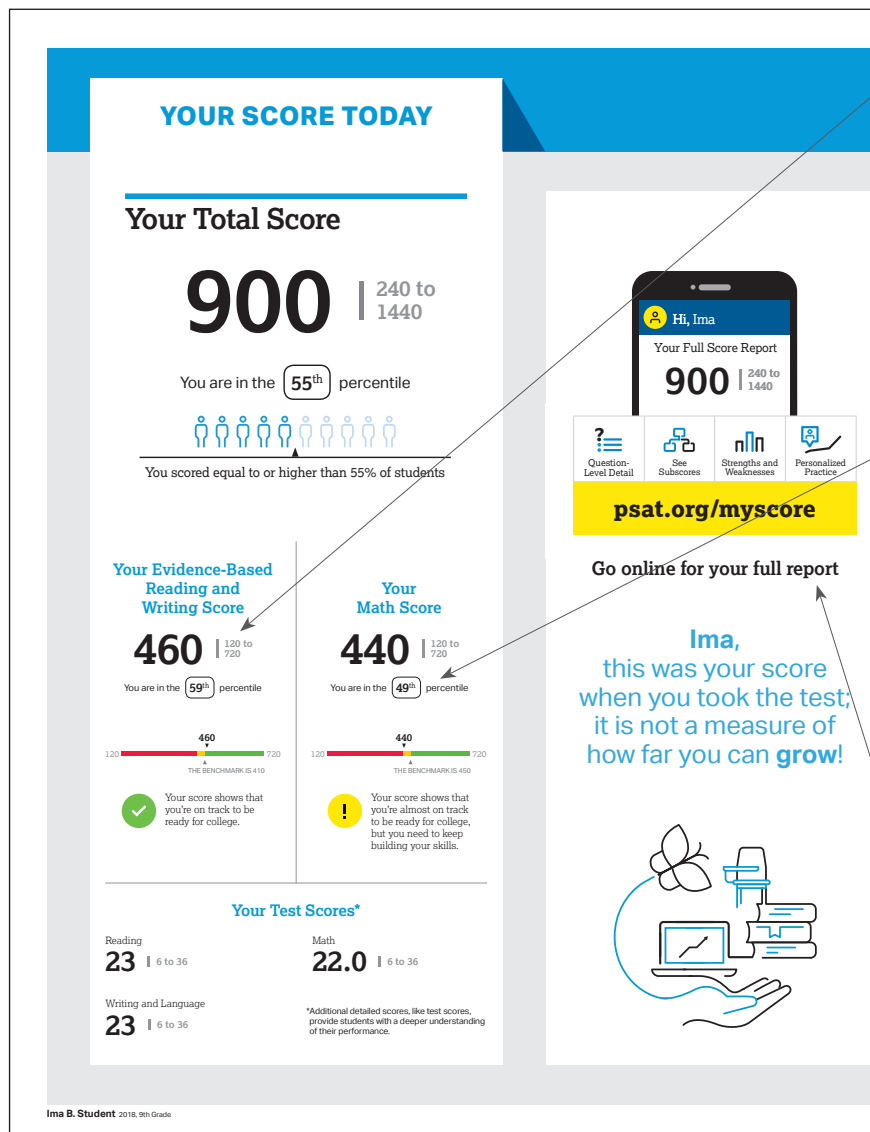 YOUR SCORE TODAY
Your Total Score
900
240 to
1440
You are in the 55th percentile
You scored equal to or higher than 55% of students
Your Evidence-Based
Reading and
Writing Score
460
120 to
720
You are in the 59th percentile
460
120
720
THE BENCHMARK IS 410
Your score shows that
you're on track to be
ready for college.
Your
Math Score
440
120 to
720
You are in the 49th percentile
440
120
720
THE BENCHMARK IS 450
!
Your score shows that
you're almost on track
to be ready for college,
but you need to keep
building your skills.
Your Test Scores*
Reading
23
6 to 36
Math
22.0
6 to 36
Writing and Language
23
6 to 36
*Additional detailed scores, like test scores,
provide students with a deeper understanding
of their performance.
Hi, Ima
Your Full Score Report
900
240 to
1440
?
Question-
Level Detail
See
Subscores
Strengths and
Weaknesses
Personalized
Practice
psat.org/myscore
Go online for your full report
Ima,
this was your score
when you took the test;
it is not a measure of
how far you can grow!
Ima B. Student 2018, 9th Grade